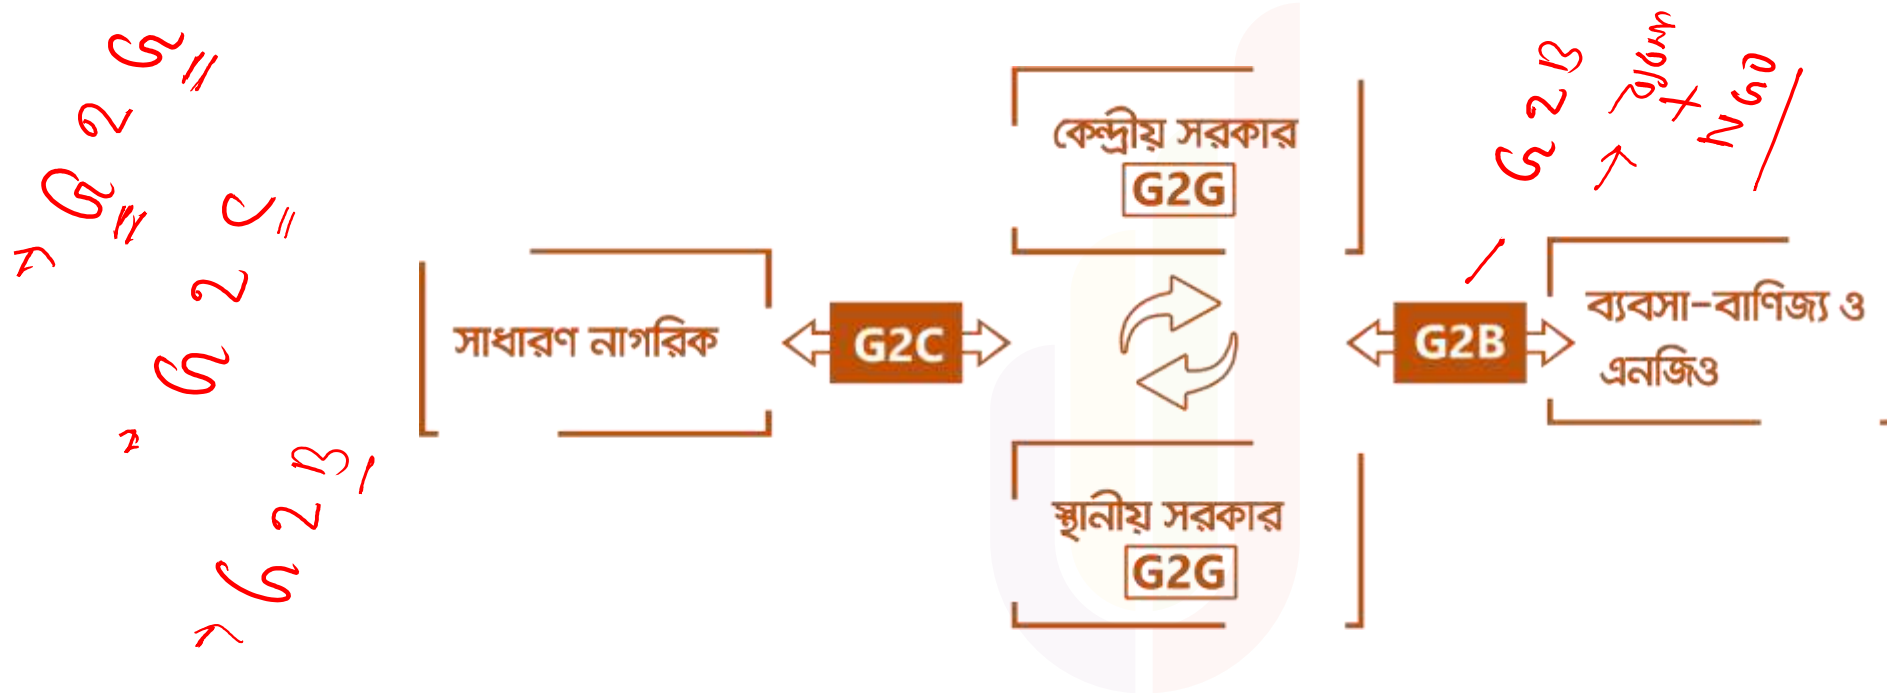 G2G
G2C
G2B
কেন্দ্রীয় সরকার
G2G
সাধারণ নাগরিক
G2C
G2B
ব্যবসা-বাণিজ্য ও
এনজিও
স্থানীয় সরকার
G2G
G2B
→
+
NGO